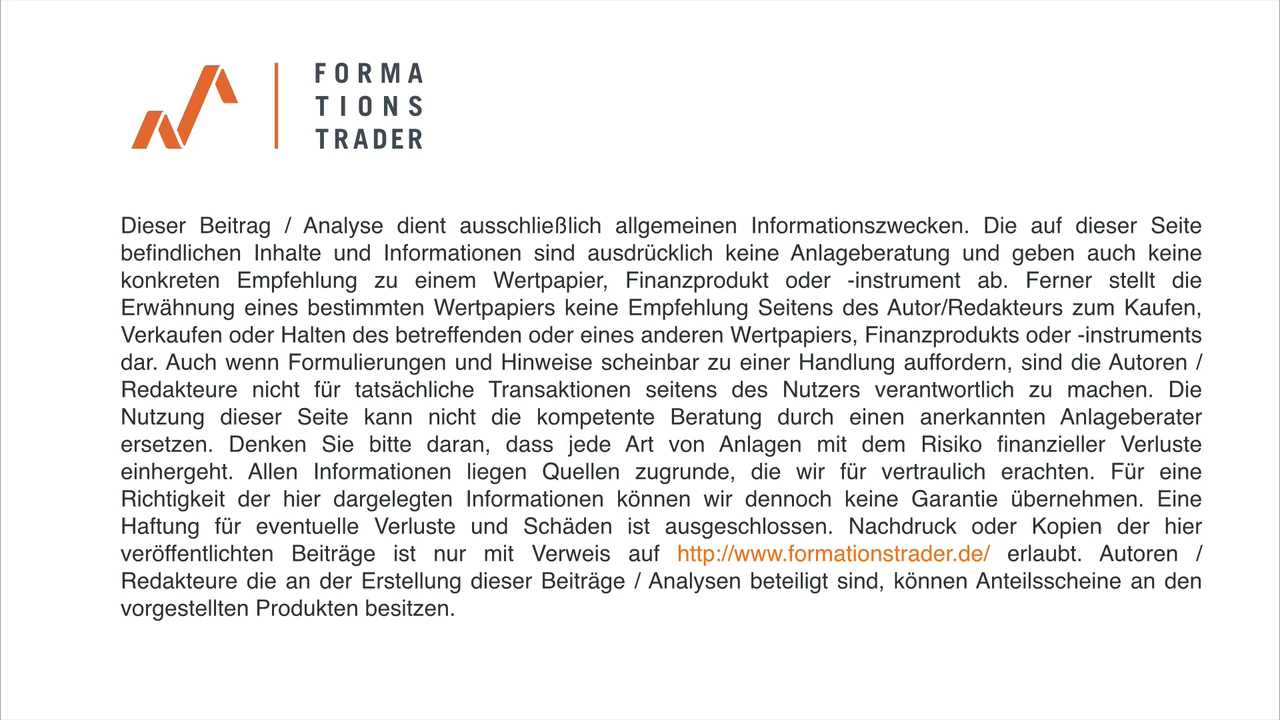 FORMA
TIONS
TRADER
Dieser Beitrag / Analyse dient ausschließlich allgemeinen Informationszwecken. Die auf dieser Seite
befindlichen Inhalte und Informationen sind ausdrücklich keine Anlageberatung und geben auch keine
konkreten Empfehlung zu einem Wertpapier, Finanzprodukt oder -instrument ab. Ferner stellt die
Erwähnung eines bestimmten Wertpapiers keine Empfehlung Seitens des Autor/Redakteurs zum Kaufen,
Verkaufen oder Halten des betreffenden oder eines anderen Wertpapiers, Finanzprodukts oder -instruments
dar. Auch wenn Formulierungen und Hinweise scheinbar zu einer Handlung auffordern, sind die Autoren /
Redakteure nicht für tatsächliche Transaktionen seitens des Nutzers verantwortlich zu machen. Die
Nutzung dieser Seite kann nicht die kompetente Beratung durch einen anerkannten Anlageberater
ersetzen. Denken Sie bitte daran, dass jede Art von Anlagen mit dem Risiko finanzieller Verluste
einhergeht. Allen Informationen liegen Quellen zugrunde, die wir für vertraulich erachten. Für eine
Richtigkeit der hier dargelegten Informationen können wir dennoch keine Garantie übernehmen. Eine
Haftung für eventuelle Verluste und Schäden ist ausgeschlossen. Nachdruck oder Kopien der hier
veröffentlichten Beiträge ist nur mit Verweis auf http://www.formationstrader.de/ erlaubt. Autoren /
Redakteure die an der Erstellung dieser Beiträge / Analysen beteiligt sind, können Anteilsscheine an den
vorgestellten Produkten besitzen.